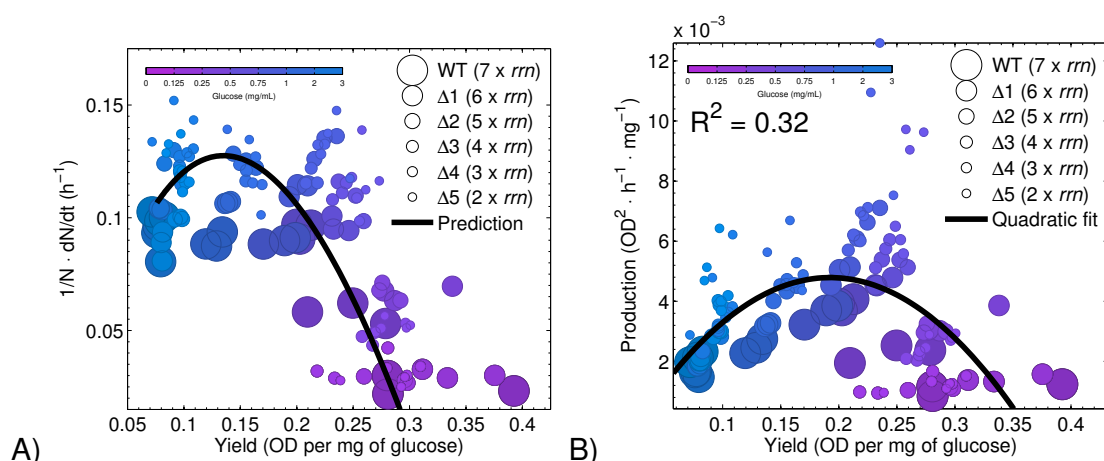 0 0.125 0.25 0.5 0.75 1 2 3
Glucose (mg/mL)
WT (7 x rrn)
Δ1 (6 x rrn)
Δ2 (5 x rrn)
Δ3 (4 x rrn)
Δ4 (3 x rrn)
Δ5 (2 x rrn)
Prediction
0.15
0.1
0.05
1/N · dN/dt (h⁻¹)
0.05 0.1 0.15 0.2 0.25 0.3 0.35 0.4
Yield (OD per mg of glucose)
A)
x 10⁻³
0 0.125 0.25 0.5 0.75 1 2 3
Glucose (mg/mL)
R² = 0.32
WT (7 x rrn)
Δ1 (6 x rrn)
Δ2 (5 x rrn)
Δ3 (4 x rrn)
Δ4 (3 x rrn)
Δ5 (2 x rrn)
Quadratic fit
12
10
8
6
4
2
Production (OD² · h⁻¹ · mg⁻¹)
0.1 0.15 0.2 0.25 0.3 0.35 0.4
Yield (OD per mg of glucose)
B)